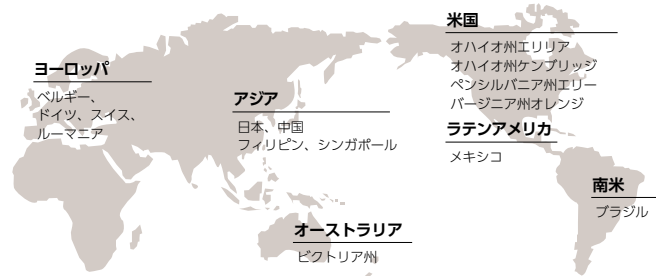 ヨーロッパ
ベルギー、
ドイツ、スイス、
ルーマニア
アジア
日本、中国
フィリピン、シンガポール
オーストラリア
ビクトリア州
米国
オハイオ州エリリア
オハイオ州ケンブリッジ
ペンシルバニア州エリー
バージニア州オレンジ
ラテンアメリカ
メキシコ
南米
ブラジル